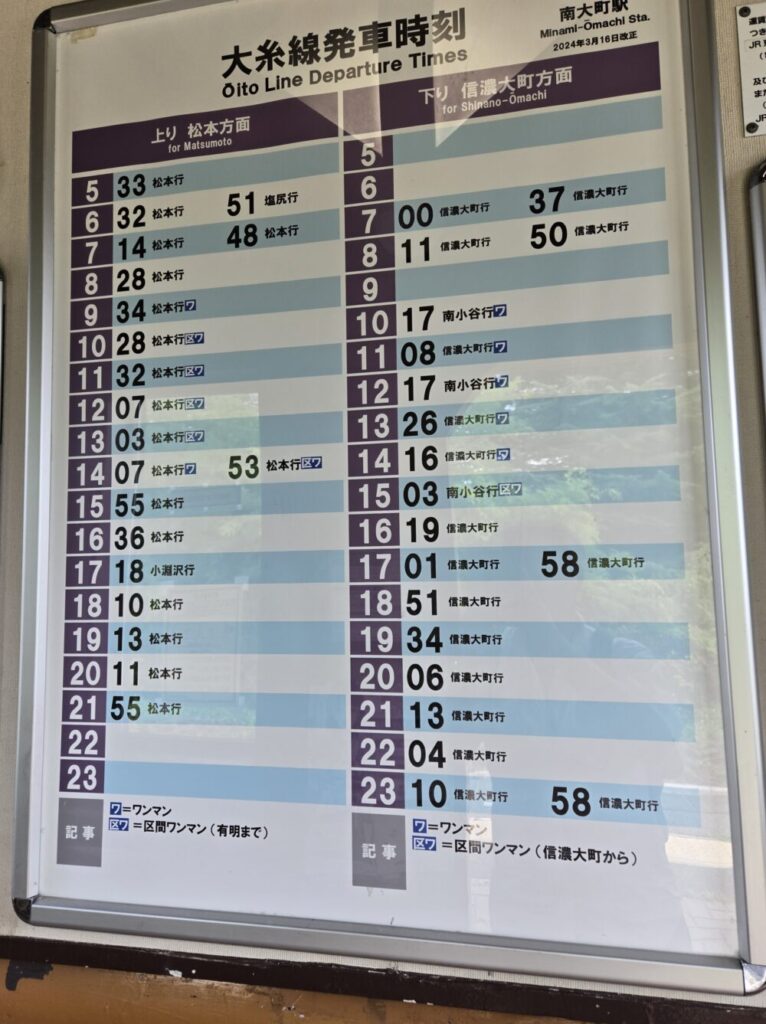 大糸線発車時刻
Ōito Line Departure Times
南大町駅
Minami-Ōmachi Sta.
2024年3月16日改正
上り 松本方面
for Matsumoto
5 33 松本行
6 32 松本行 51 塩尻行
7 14 松本行 48 松本行
8 28 松本行
9 34 松本行ワ
10 28 松本行区ワ
11 32 松本行区ワ
12 07 松本行区ワ
13 03 松本行区ワ
14 07 松本行ワ 53 松本行区ワ
15 55 松本行
16 36 松本行
17 18 小淵沢行
18 10 松本行
19 13 松本行
20 11 松本行
21 55 松本行
22
23
記事
ワ=ワンマン
区ワ=区間ワンマン(有明まで)
下り 信濃大町方面
for Shinano-Ōmachi
5
6
7 00 信濃大町行 37 信濃大町行
8 11 信濃大町行 50 信濃大町行
9
10 17 南小谷行ワ
11 08 信濃大町行ワ
12 17 南小谷行ワ
13 26 信濃大町行ワ
14 16 信濃大町行ワ
15 03 南小谷行区ワ
16 19 信濃大町行
17 01 信濃大町行 58 信濃大町行
18 51 信濃大町行
19 34 信濃大町行
20 06 信濃大町行
21 13 信濃大町行
22 04 信濃大町行
23 10 信濃大町行 58 信濃大町行
記事
ワ=ワンマン
区ワ=区間ワンマン(信濃大町から)
運賃
つき
JR
及び
また
JR